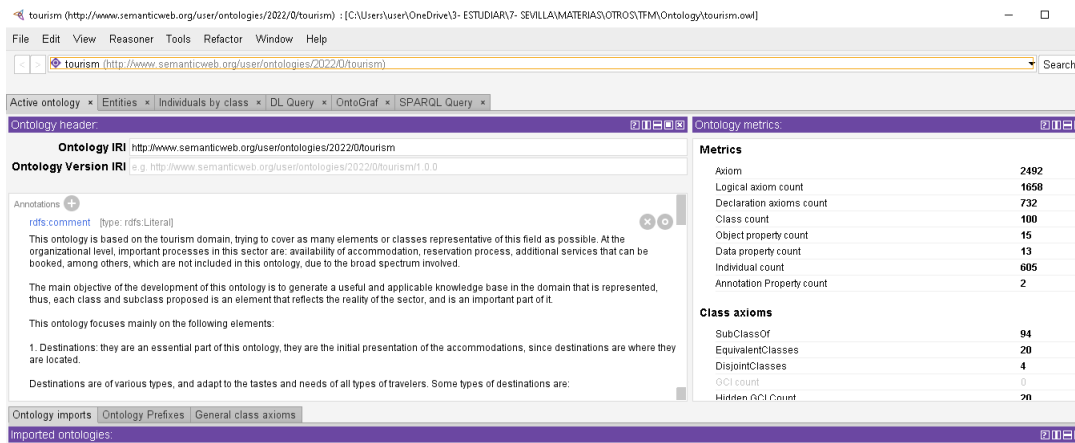 tourism (http://www.semanticweb.org/user/ontologies/2022/0/tourism) : [C:\Users\user\OneDrive\3- ESTUDIAR\7- SEVILLA\MATERIAS\OTROS\TFM\Ontology\tourism.owl]
File Edit View Reasoner Tools Refactor Window Help
< > tourism (http://www.semanticweb.org/user/ontologies/2022/0/tourism) Search
Active ontology × Entities × Individuals by class × DL Query × OntoGraf × SPARQL Query ×
Ontology header:
Ontology IRI http://www.semanticweb.org/user/ontologies/2022/0/tourism
Ontology Version IRI e.g. http://www.semanticweb.org/user/ontologies/2022/0/tourism/1.0.0
Annotations
rdfs:comment [type: rdfs:Literal]
This ontology is based on the tourism domain, trying to cover as many elements or classes representative of this field as possible. At the
organizational level, important processes in this sector are: availability of accommodation, reservation process, additional services that can be
booked, among others, which are not included in this ontology, due to the broad spectrum involved.
The main objective of the development of this ontology is to generate a useful and applicable knowledge base in the domain that is represented,
thus, each class and subclass proposed is an element that reflects the reality of the sector, and is an important part of it.
This ontology focuses mainly on the following elements:
1. Destinations: they are an essential part of this ontology, they are the initial presentation of the accommodations, since destinations are where they
are located.
Destinations are of various types, and adapt to the tastes and needs of all types of travelers. Some types of destinations are:
Ontology metrics:
Metrics
Axiom 2492
Logical axiom count 1658
Declaration axioms count 732
Class count 100
Object property count 15
Data property count 13
Individual count 605
Annotation Property count 2
Class axioms
SubClassOf 94
EquivalentClasses 20
DisjointClasses 4
GCI count 0
Hidden GCI Count 20
Ontology imports Ontology Prefixes General class axioms
Imported ontologies: